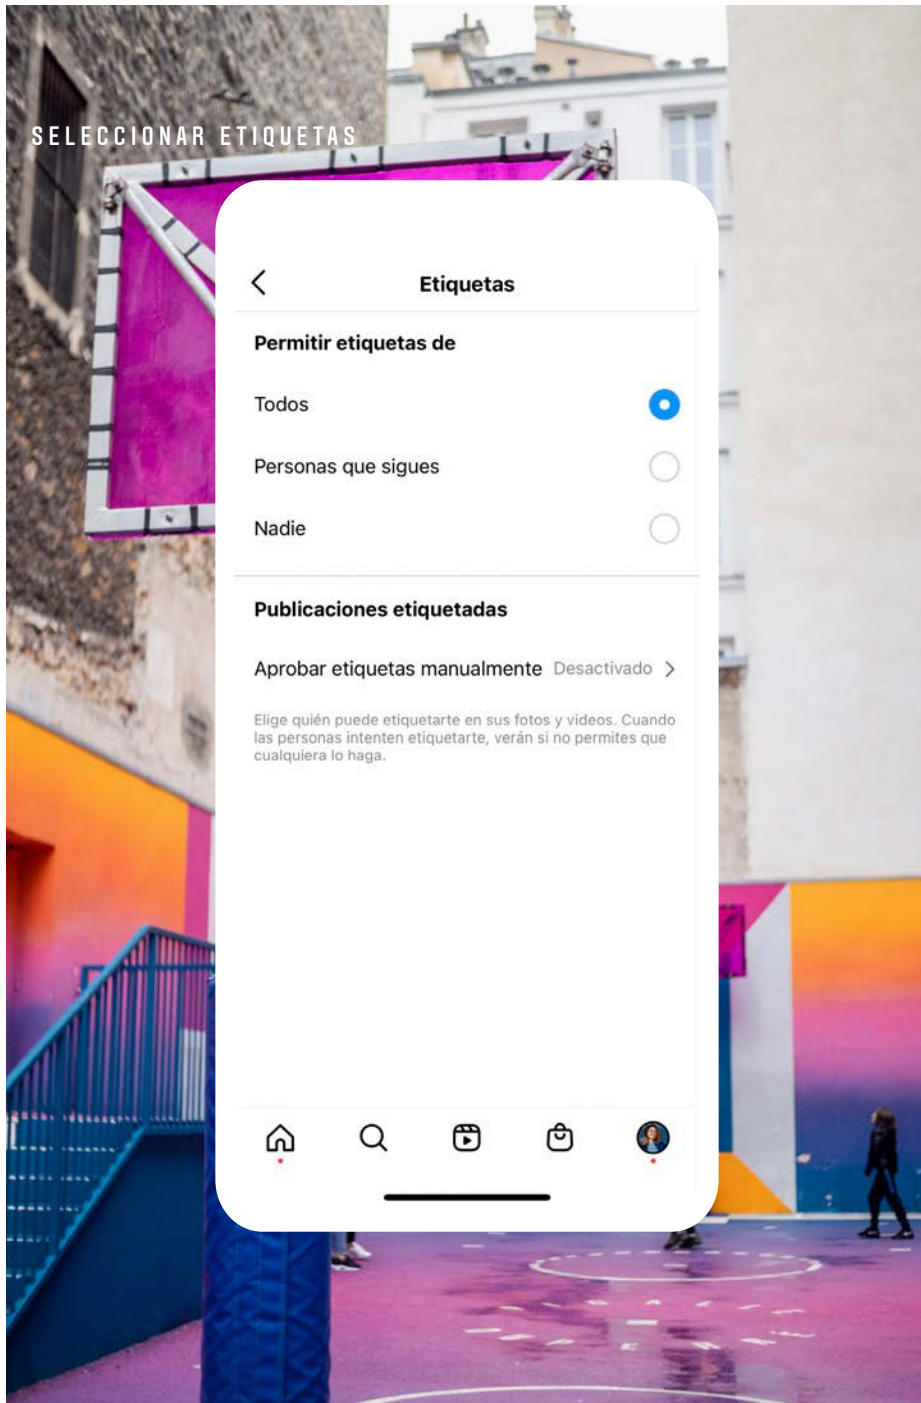 SELECCIONAR ETIQUETAS
Etiquetas
Permitir etiquetas de
Todos
Personas que sigues
Nadie
Publicaciones etiquetadas
Aprobar etiquetas manualmente Desactivado
Elige quién puede etiquetarte en sus fotos y videos. Cuando
las personas intenten etiquetarte, verán si no permites que
cualquiera lo haga.